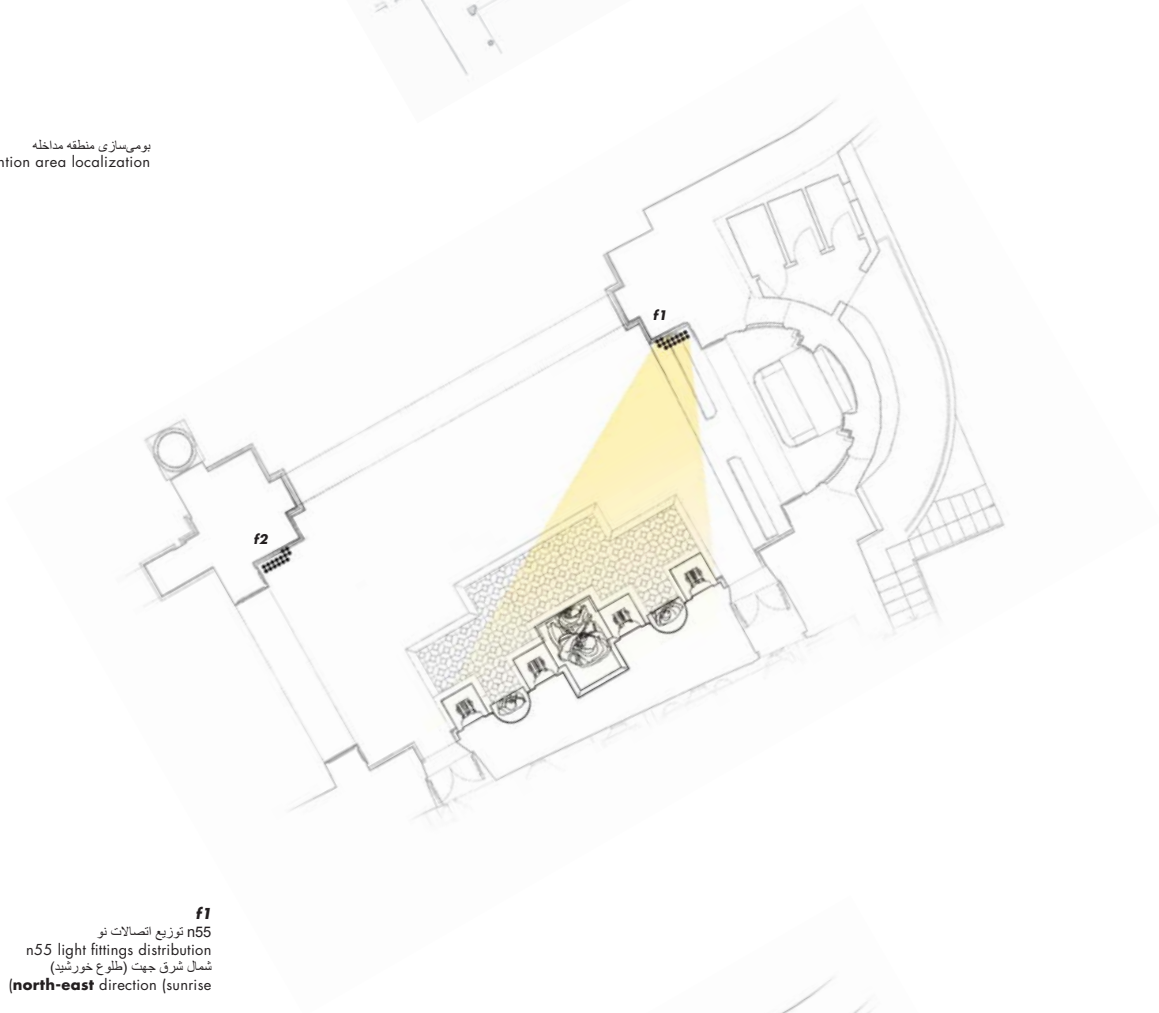 بومی‌سازی منطقه مداخله
ntion area localization
f1
f2
f1
n55 توزیع اتصالات نو
n55 light fittings distribution
شمال شرق جهت (طلوع خورشید)
(north-east direction (sunrise